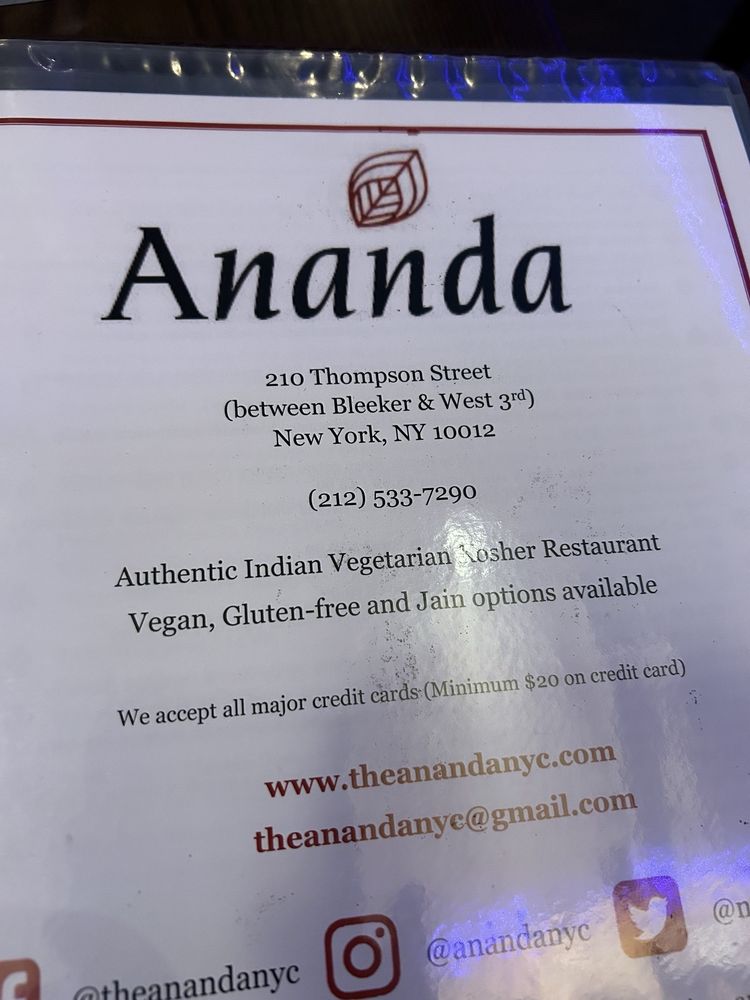 Ananda
210 Thompson Street
(between Bleeker & West 3rd)
New York, NY 10012
(212) 533-7290
Authentic Indian Vegetarian Kosher Restaurant
Vegan, Gluten-free and Jain options available
We accept all major credit cards (Minimum $20 on credit card)
www.theanandanyc.com
theanandanyc@gmail.com
@theanandanyc @anandanyc